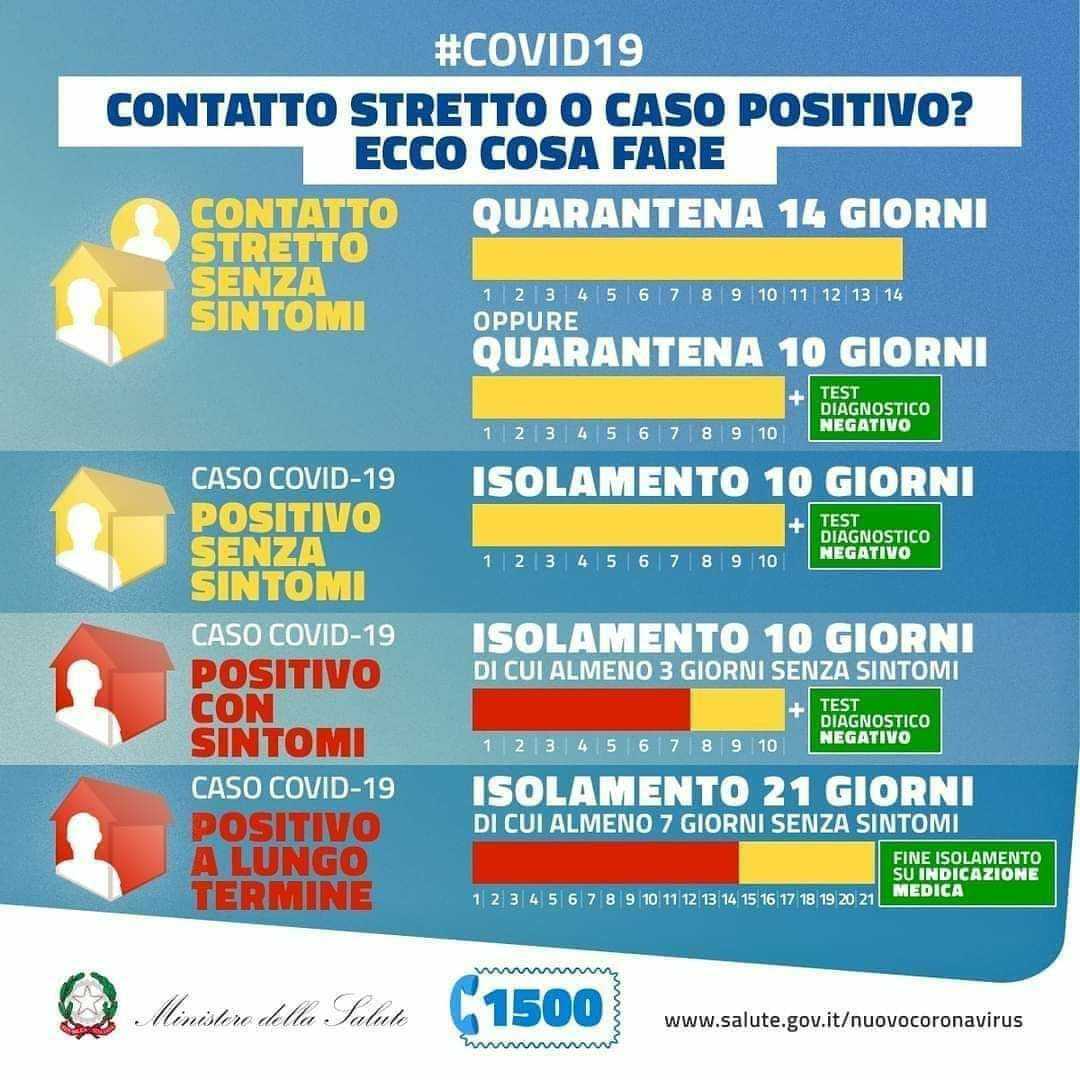 #COVID19
CONTATTO STRETTO O CASO POSITIVO?
ECCO COSA FARE
CONTATTO
STRETTO
SENZA
SINTOMI
QUARANTENA 14 GIORNI
1 2 3 4 5 6 7 8 9 10 11 12 13 14
OPPURE
QUARANTENA 10 GIORNI
+
TEST
DIAGNOSTICO
NEGATIVO
1 2 3 4 5 6 7 8 9 10
CASO COVID-19
POSITIVO
SENZA
SINTOMI
ISOLAMENTO 10 GIORNI
+
TEST
DIAGNOSTICO
NEGATIVO
1 2 3 4 5 6 7 8 9 10
CASO COVID-19
POSITIVO
CON
SINTOMI
ISOLAMENTO 10 GIORNI
DI CUI ALMENO 3 GIORNI SENZA SINTOMI
+
TEST
DIAGNOSTICO
NEGATIVO
1 2 3 4 5 6 7 8 9 10
CASO COVID-19
POSITIVO
A LUNGO
TERMINE
ISOLAMENTO 21 GIORNI
DI CUI ALMENO 7 GIORNI SENZA SINTOMI
FINE ISOLAMENTO
SU INDICAZIONE
MEDICA
1 2 3 4 5 6 7 8 9 10 11 12 13 14 15 16 17 18 19 20 21
Ministero della Salute
1500
www.salute.gov.it/nuovocoronavirus